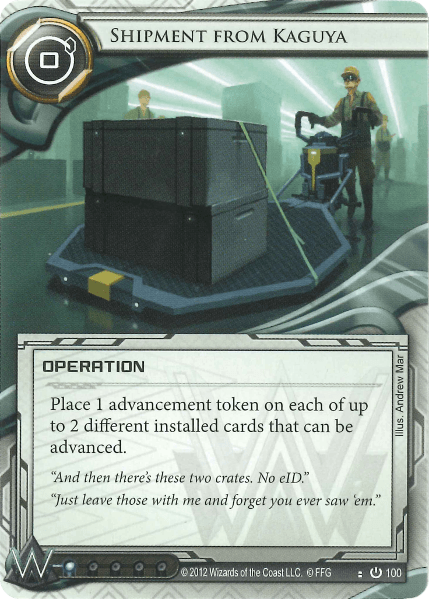 0
SHIPMENT FROM KAGUYA
OPERATION
Place 1 advancement token on each of up
to 2 different installed cards that can be
advanced.
“And then there’s these two crates. No eID.”
“Just leave those with me and forget you ever saw ’em.”
Illus. Andrew Mar
© 2012 Wizards of the Coast LLC. © FFG
100